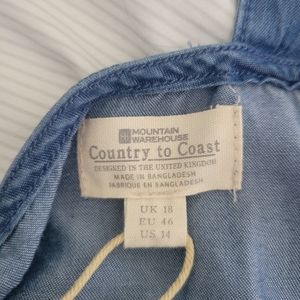 MOUNTAIN
WAREHOUSE
Country to Coast
DESIGNED IN THE UNITED KINGDOM
MADE IN BANGLADESH
FABRIQUE EN BANGLADESH
UK 18
EU 46
US 14